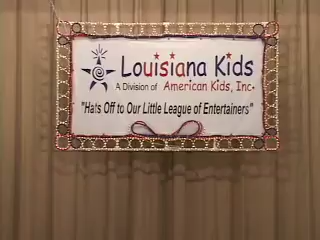 Louisiana Kids
A Division of American Kids, Inc.
"Hats Off to Our Little League of Entertainers"